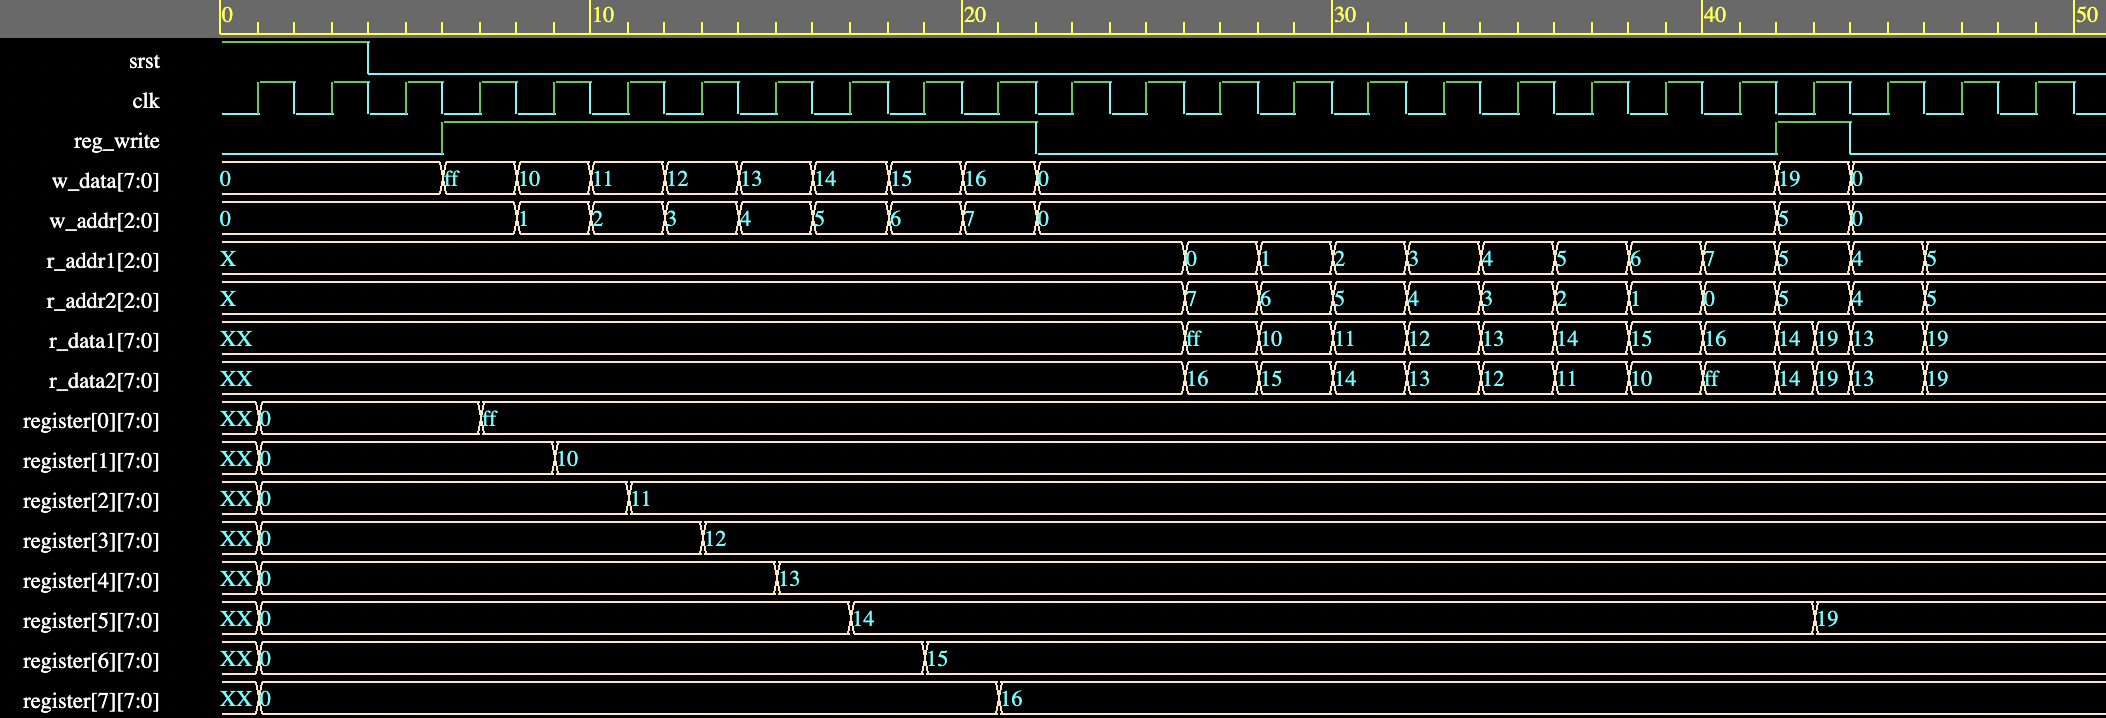 0 10 20 30 40 50
srst
clk
reg_write
w_data[7:0] 0 ff 10 11 12 13 14 15 16 0 19 0
w_addr[2:0] 0 1 2 3 4 5 6 7 0 5 0
r_addr1[2:0] X 0 1 2 3 4 5 6 7 5 4 5
r_addr2[2:0] X 7 6 5 4 3 2 1 0 5 4 5
r_data1[7:0] XX ff 10 11 12 13 14 15 16 14 19 13 19
r_data2[7:0] XX 16 15 14 13 12 11 10 ff 14 19 13 19
register[0][7:0] XX 0 ff
register[1][7:0] XX 0 10
register[2][7:0] XX 0 11
register[3][7:0] XX 0 12
register[4][7:0] XX 0 13
register[5][7:0] XX 0 14 19
register[6][7:0] XX 0 15
register[7][7:0] XX 0 16